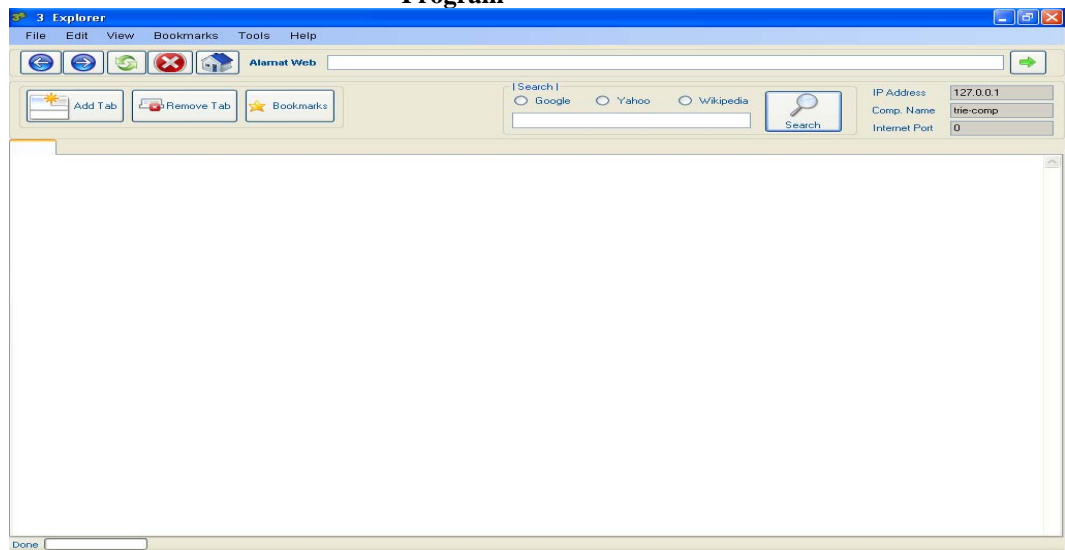 Program
3 Explorer
File Edit View Bookmarks Tools Help
Alamat Web
Add Tab Remove Tab Bookmarks
| Search |
Google Yahoo Wikipedia
Search
IP Address 127.0.0.1
Comp. Name trie-comp
Internet Port 0
Done